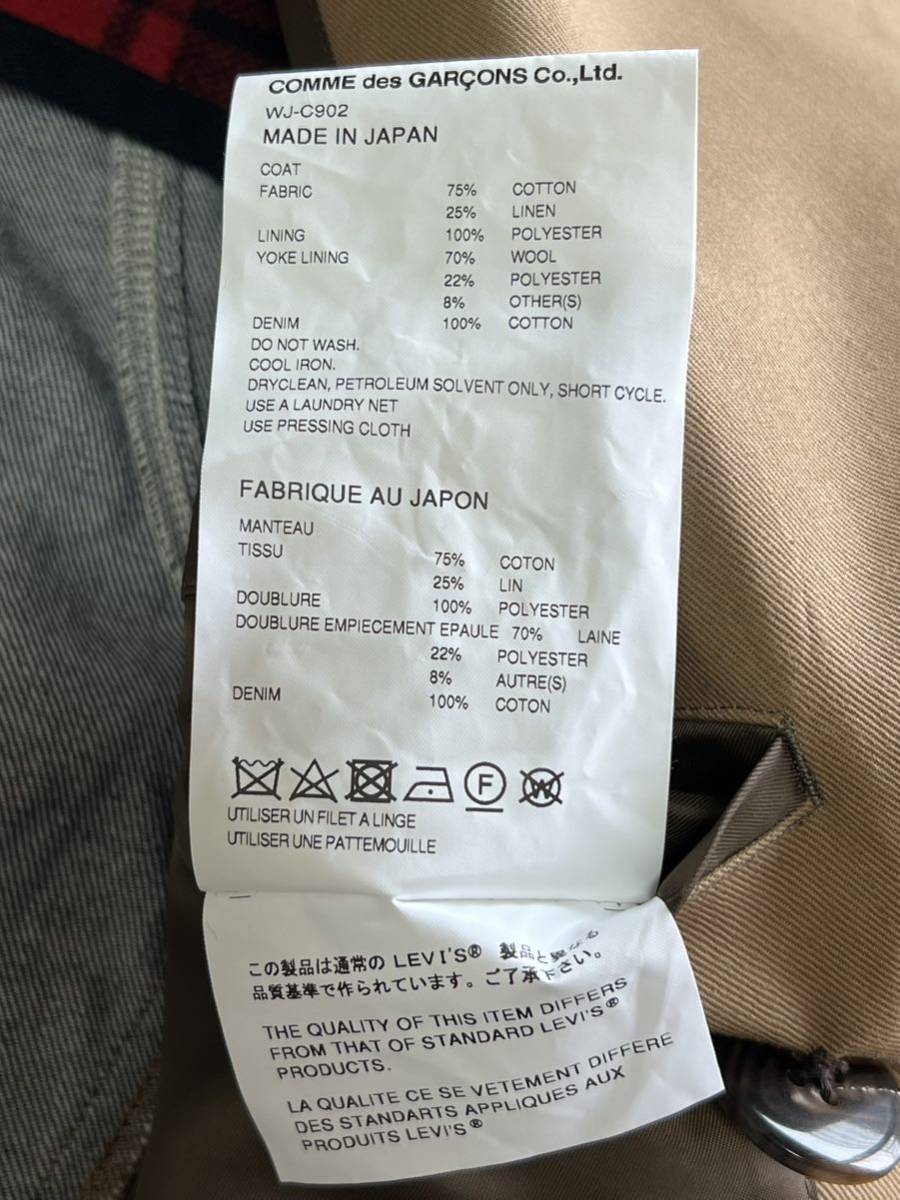 COMME des GARÇONS Co.,Ltd.
WJ-C902
MADE IN JAPAN
COAT
FABRIC 75% COTTON
25% LINEN
LINING 100% POLYESTER
YOKE LINING 70% WOOL
22% POLYESTER
8% OTHER(S)
DENIM 100% COTTON
DO NOT WASH.
COOL IRON.
DRYCLEAN, PETROLEUM SOLVENT ONLY, SHORT CYCLE.
USE A LAUNDRY NET
USE PRESSING CLOTH
FABRIQUE AU JAPON
MANTEAU
TISSU 75% COTON
25% LIN
DOUBLURE 100% POLYESTER
DOUBLURE EMPIECEMENT EPAULE 70% LAINE
22% POLYESTER
8% AUTRE(S)
DENIM 100% COTON
F W
UTILISER UN FILET A LINGE
UTILISER UNE PATTEMOUILLE
この製品は通常の LEVI'S® 製品と異なる
品質基準で作られています。ご了承下さい。
THE QUALITY OF THIS ITEM DIFFERS
FROM THAT OF STANDARD LEVI'S®
PRODUCTS.
LA QUALITE CE SE VETEMENT DIFFERE
DES STANDARTS APPLIQUES AUX
PRODUITS LEVI'S®